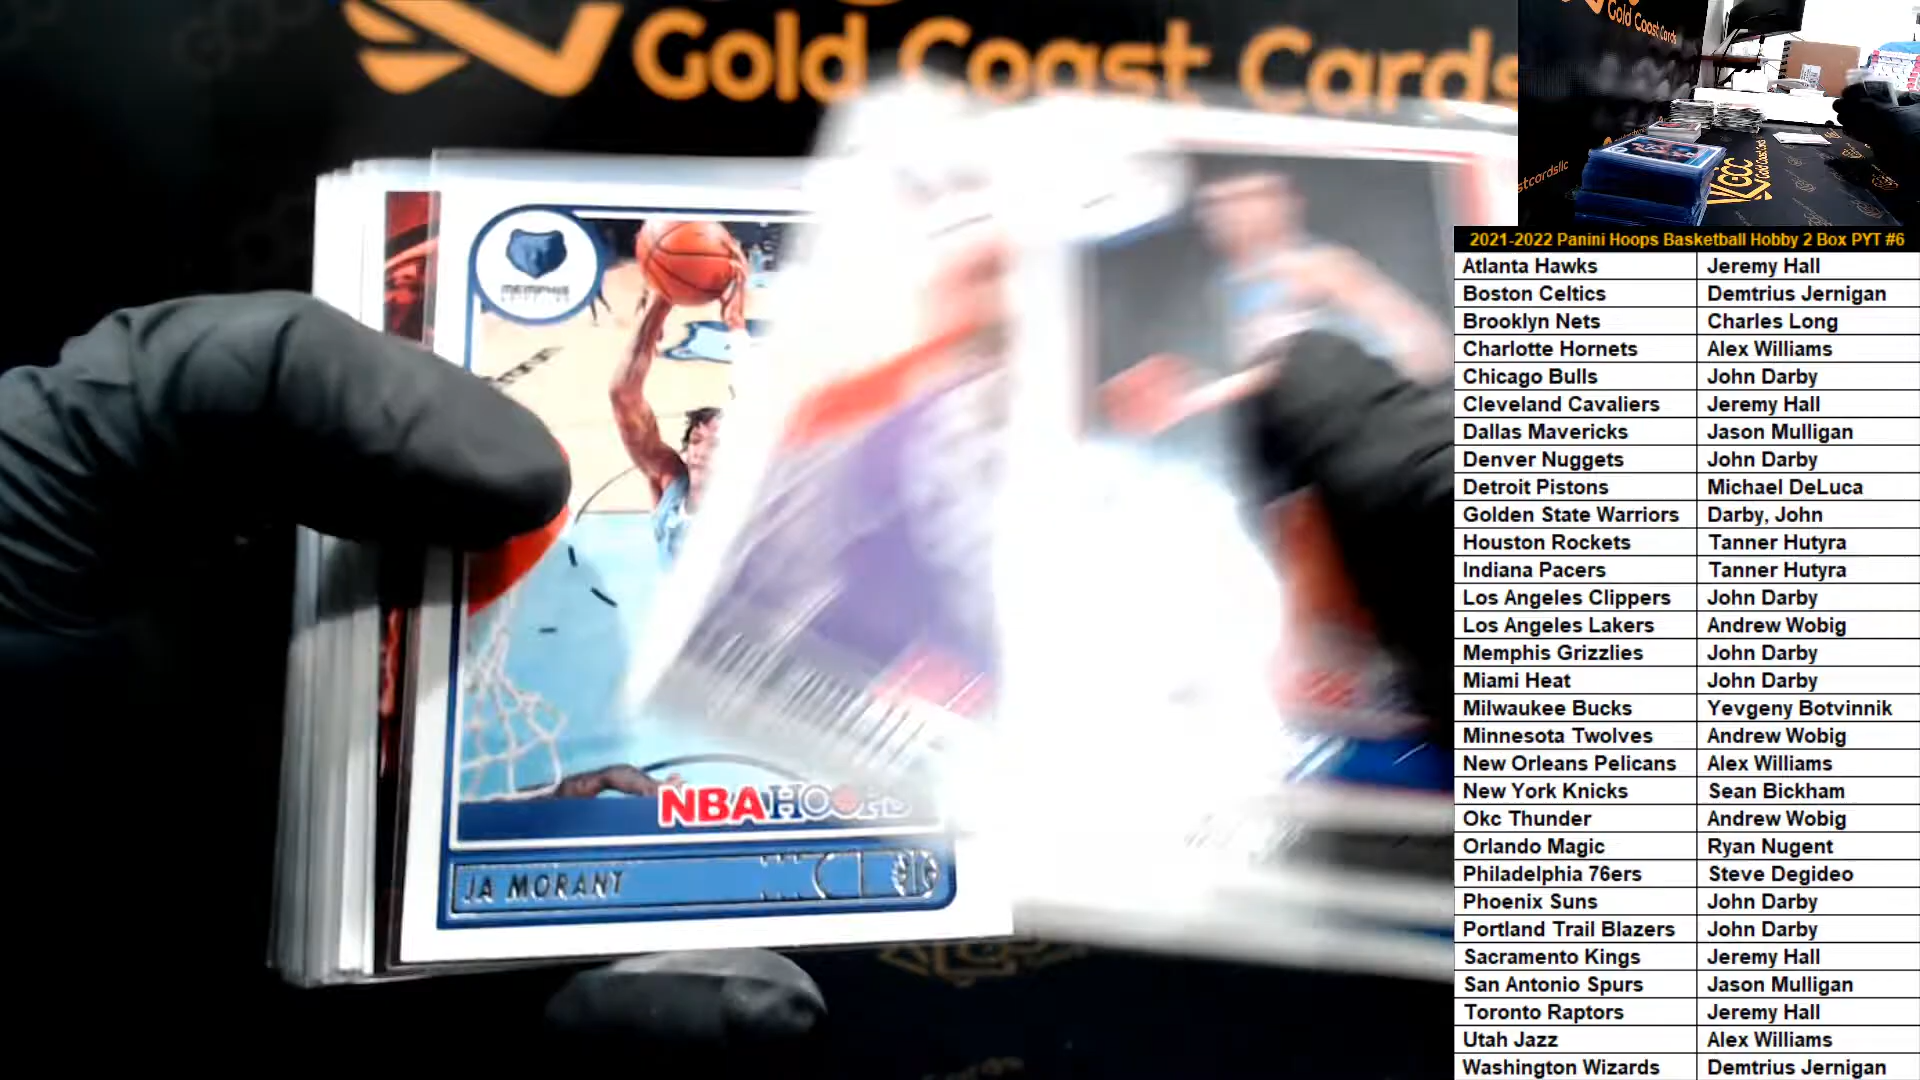 Gold Coast Cards
Gold Coast Cards
stcardsllc
GCC
Gold Coast Cards
MEMPHIS
NBA HOOPS
JA MORANT
2021-2022 Panini Hoops Basketball Hobby 2 Box PYT #6
Atlanta Hawks Jeremy Hall
Boston Celtics Demtrius Jernigan
Brooklyn Nets Charles Long
Charlotte Hornets Alex Williams
Chicago Bulls John Darby
Cleveland Cavaliers Jeremy Hall
Dallas Mavericks Jason Mulligan
Denver Nuggets John Darby
Detroit Pistons Michael DeLuca
Golden State Warriors Darby, John
Houston Rockets Tanner Hutyra
Indiana Pacers Tanner Hutyra
Los Angeles Clippers John Darby
Los Angeles Lakers Andrew Wobig
Memphis Grizzlies John Darby
Miami Heat John Darby
Milwaukee Bucks Yevgeny Botvinnik
Minnesota Twolves Andrew Wobig
New Orleans Pelicans Alex Williams
New York Knicks Sean Bickham
Okc Thunder Andrew Wobig
Orlando Magic Ryan Nugent
Philadelphia 76ers Steve Degideo
Phoenix Suns John Darby
Portland Trail Blazers John Darby
Sacramento Kings Jeremy Hall
San Antonio Spurs Jason Mulligan
Toronto Raptors Jeremy Hall
Utah Jazz Alex Williams
Washington Wizards Demtrius Jernigan